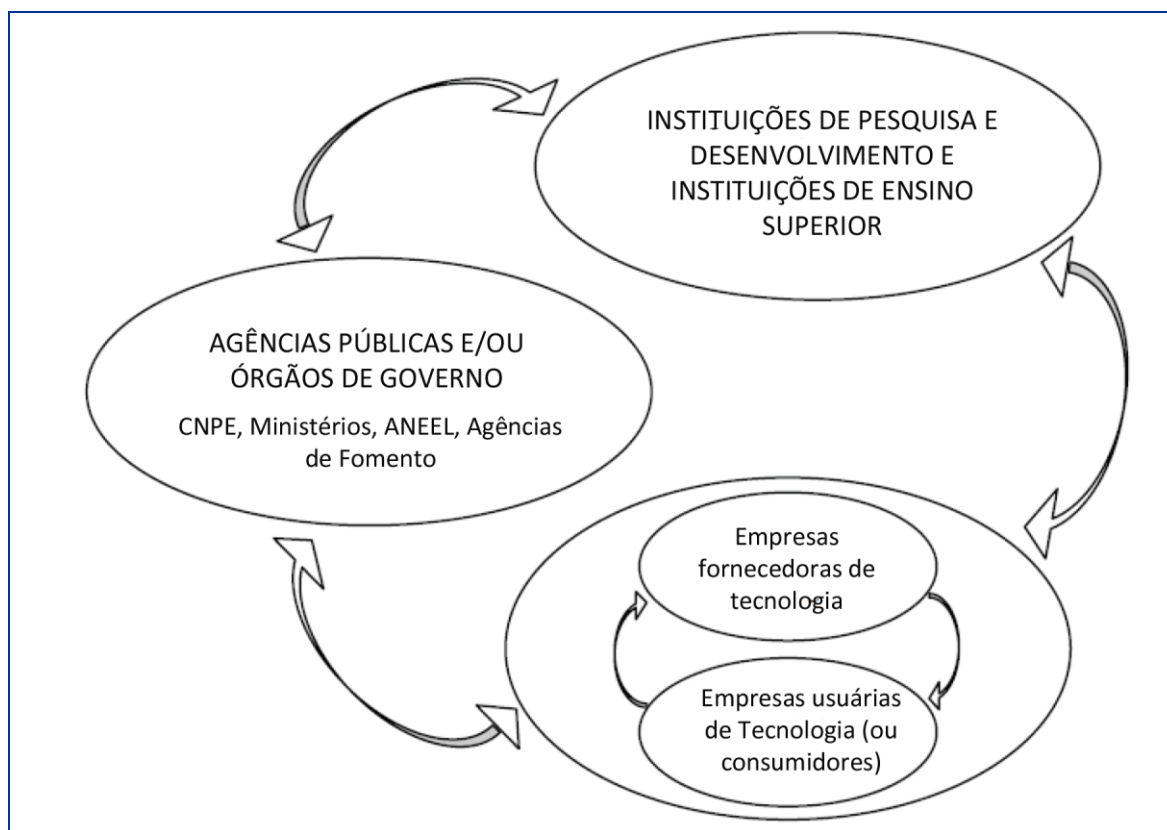 INSTITUIÇÕES DE PESQUISA E
DESENVOLVIMENTO E
INSTITUIÇÕES DE ENSINO
SUPERIOR
AGÊNCIAS PÚBLICAS E/OU
ÓRGÃOS DE GOVERNO
CNPE, Ministérios, ANEEL, Agências
de Fomento
Empresas
fornecedoras de
tecnologia
Empresas usuárias
de Tecnologia (ou
consumidores)